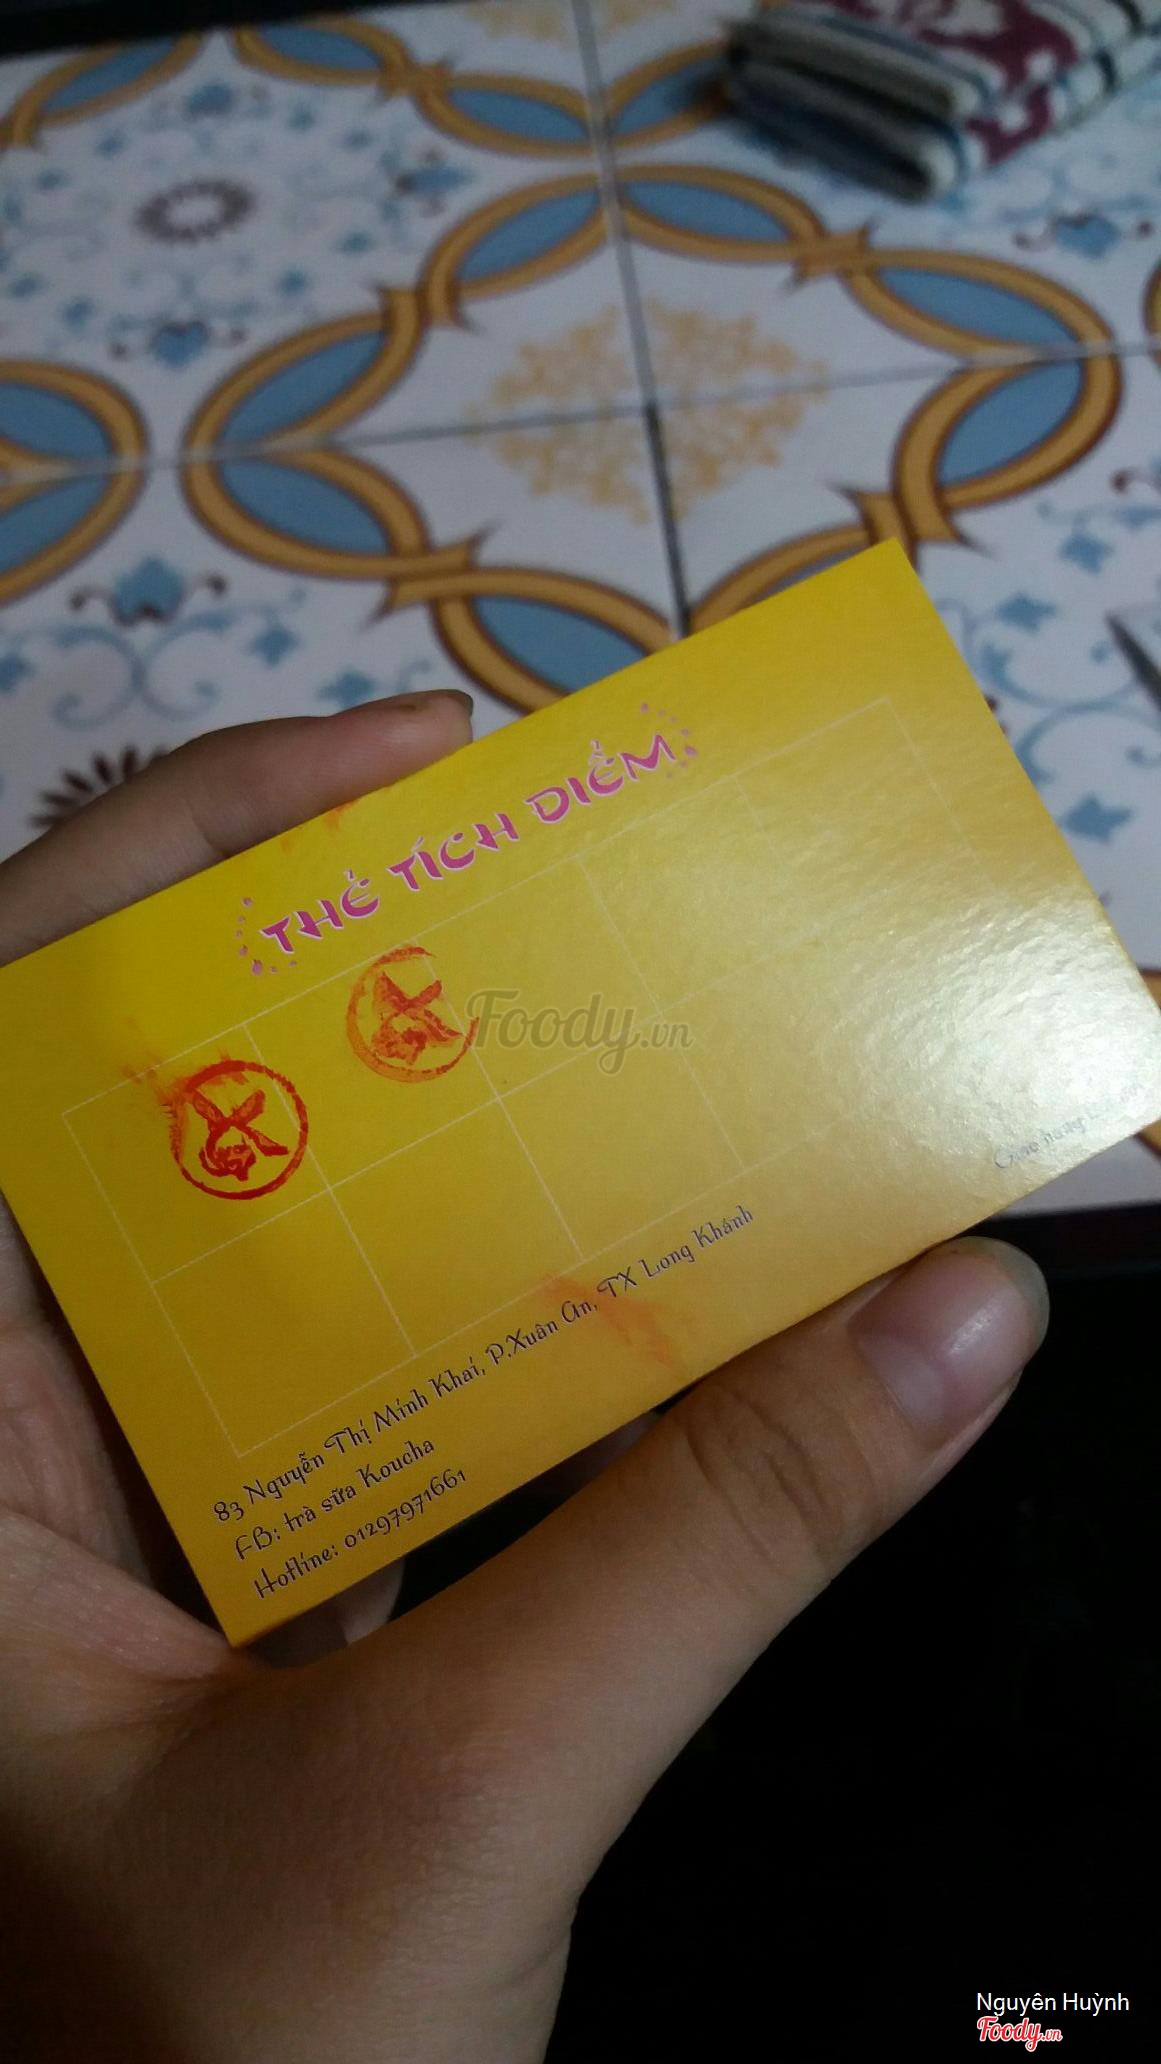 THẺ TÍCH ĐIỂM
Foody.vn
83 Nguyễn Thị Minh Khai, P.Xuân An, TX Long Khánh
FB: trà sữa Koucha
Hotline: 01297971661
Nguyên Huỳnh
Foody.vn